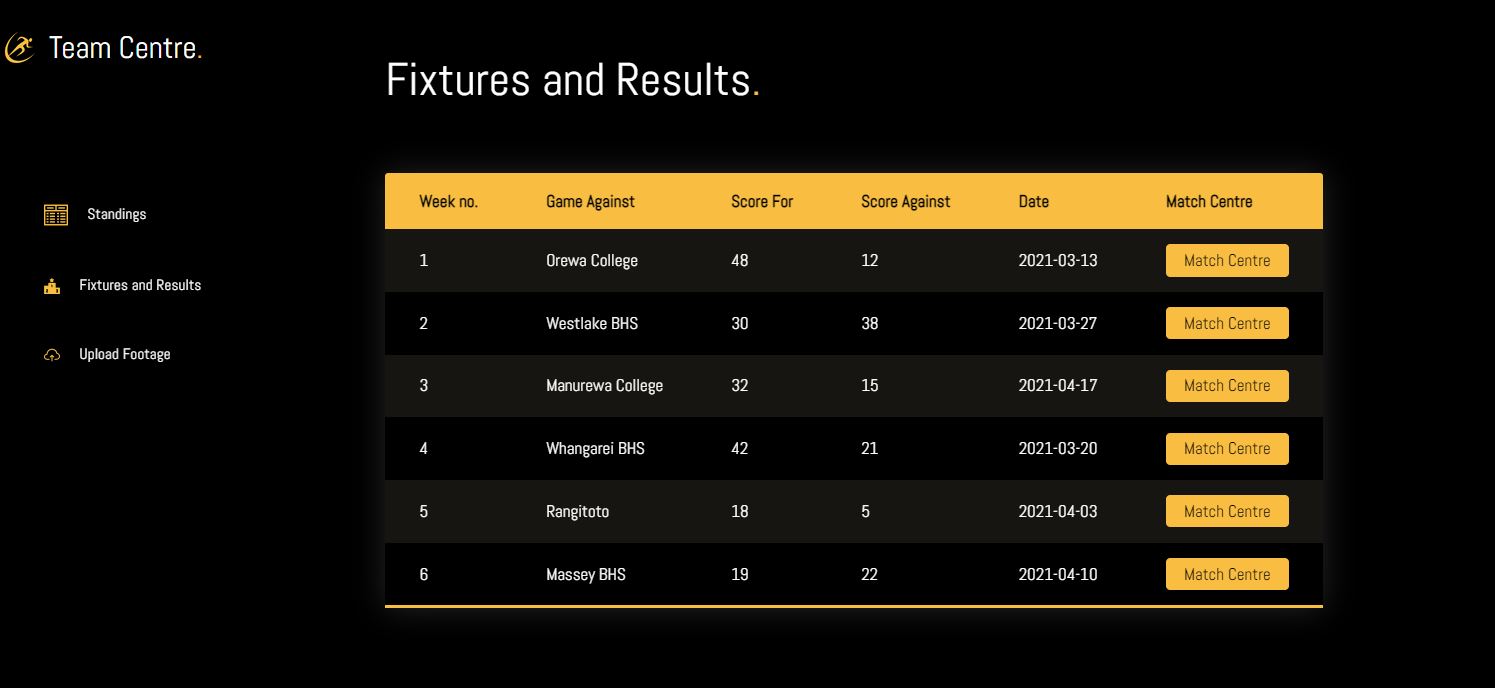 Team Centre.
Fixtures and Results.
Standings
Fixtures and Results
Upload Footage
Week no. Game Against Score For Score Against Date Match Centre
1 Orewa College 48 12 2021-03-13 Match Centre
2 Westlake BHS 30 38 2021-03-27 Match Centre
3 Manurewa College 32 15 2021-04-17 Match Centre
4 Whangarei BHS 42 21 2021-03-20 Match Centre
5 Rangitoto 18 5 2021-04-03 Match Centre
6 Massey BHS 19 22 2021-04-10 Match Centre